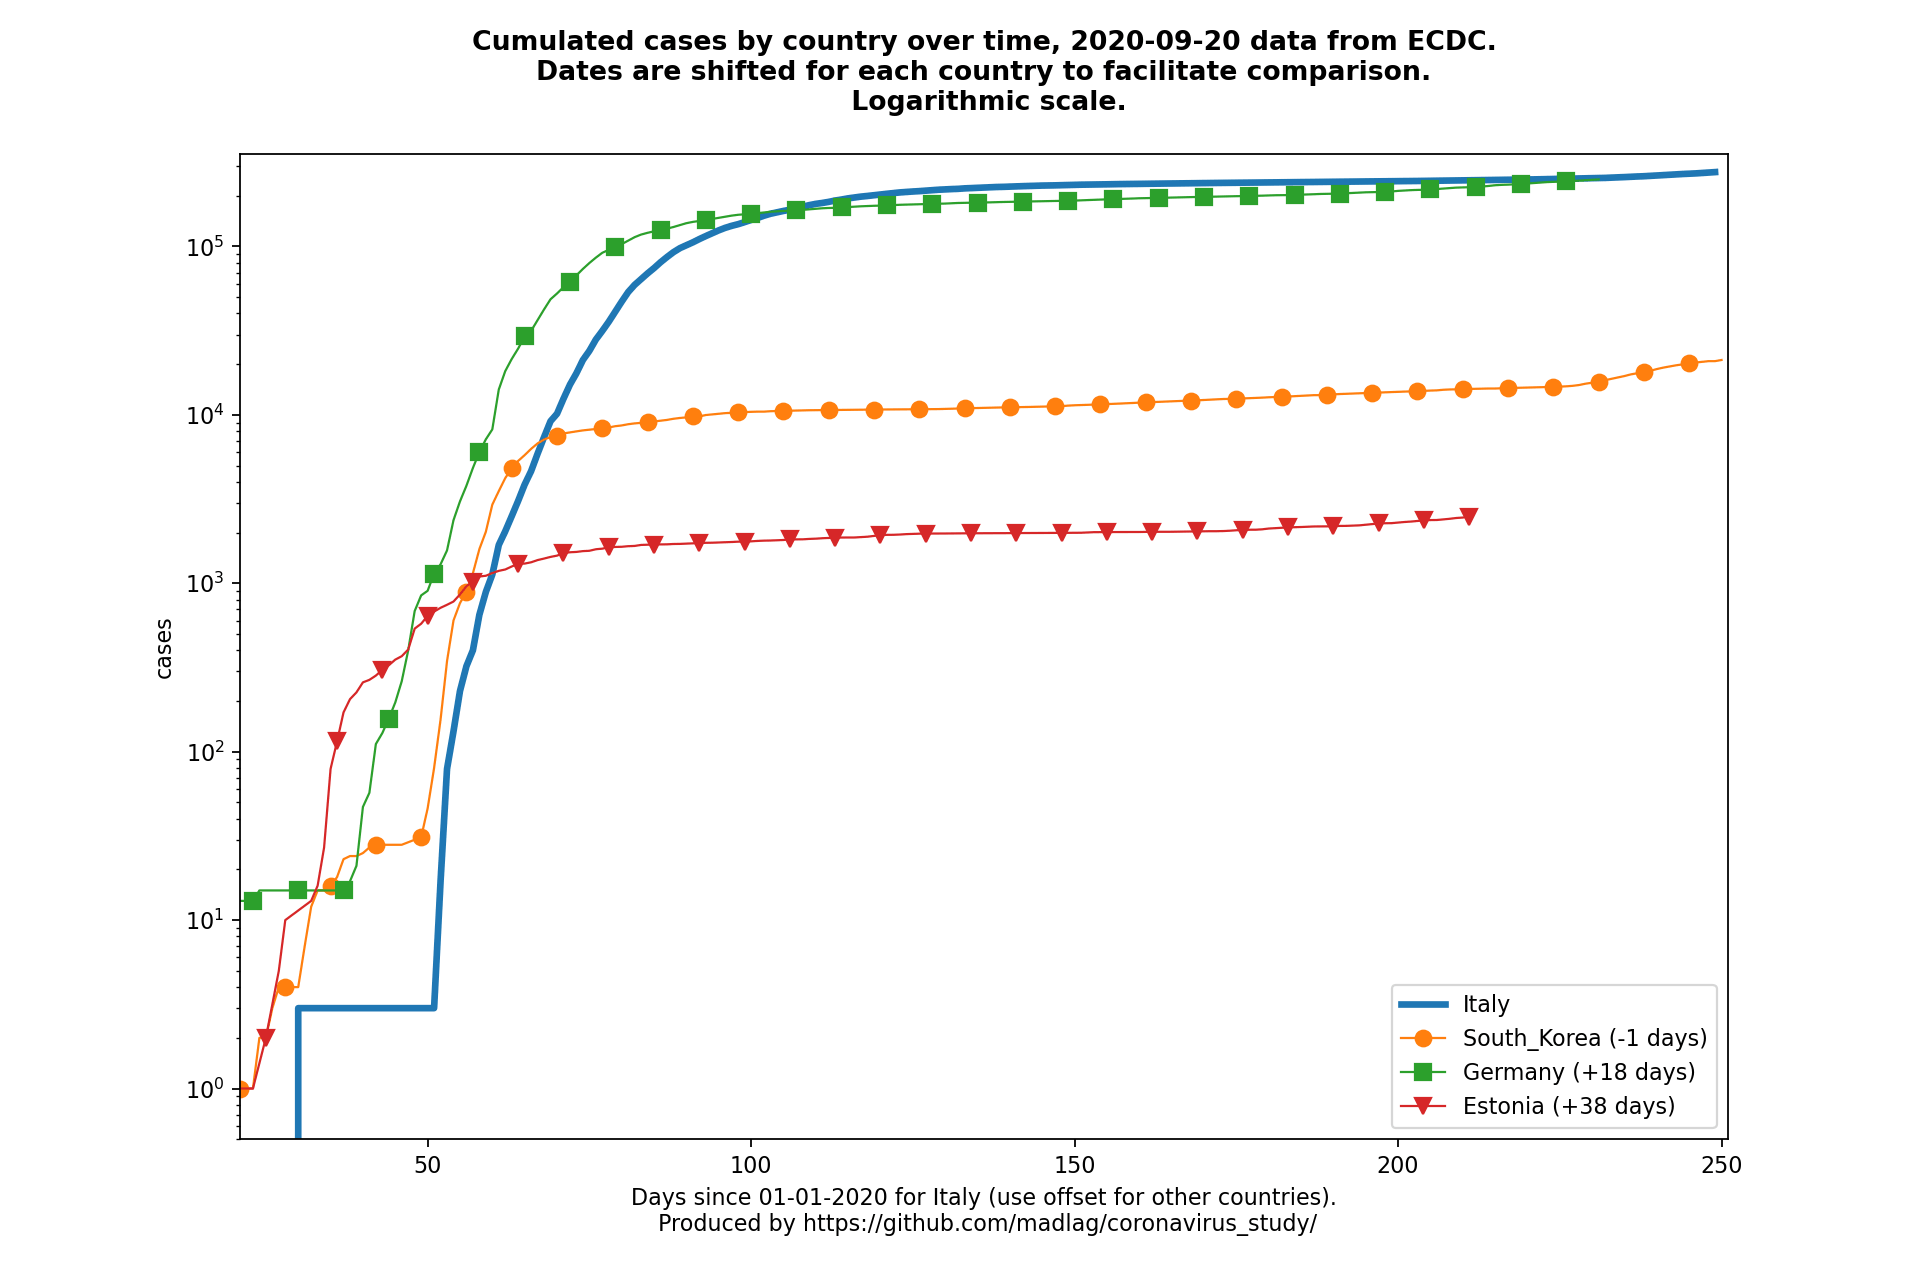 Cumulated cases by country over time, 2020-09-20 data from ECDC.
Dates are shifted for each country to facilitate comparison.
Logarithmic scale.
cases
10^5
10^4
10^3
10^2
10^1
10^0
50 100 150 200 250
Italy
South_Korea (-1 days)
Germany (+18 days)
Estonia (+38 days)
Days since 01-01-2020 for Italy (use offset for other countries).
Produced by https://github.com/madlag/coronavirus_study/